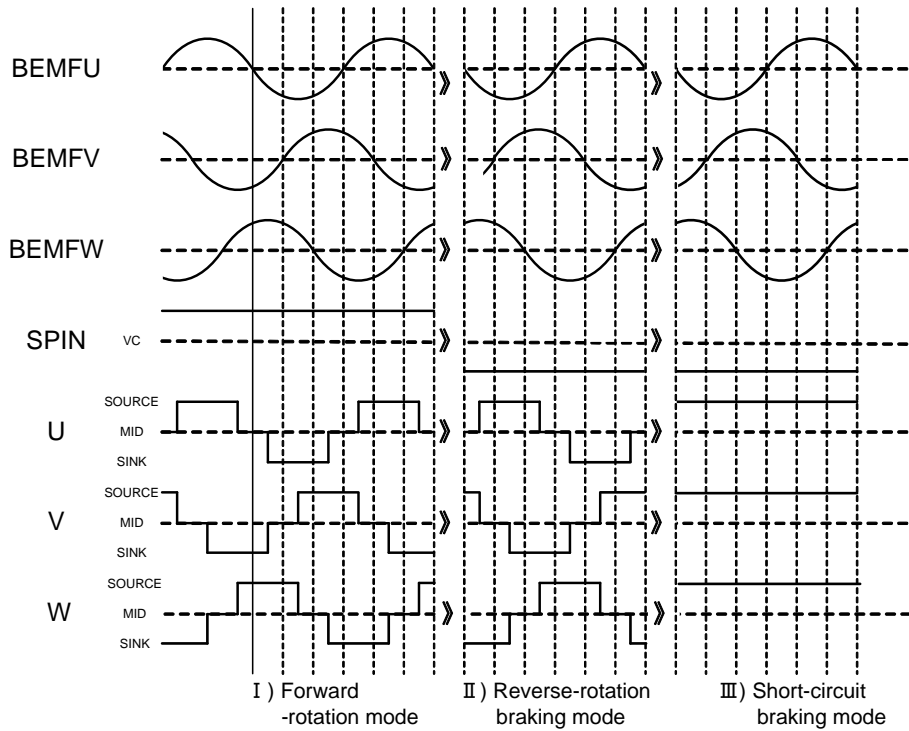 BEMFU
BEMFV
BEMFW
SPIN VC
SOURCE
U MID
SINK
SOURCE
V MID
SINK
SOURCE
W MID
SINK
Ⅰ) Forward
-rotation mode
Ⅱ) Reverse-rotation
braking mode
Ⅲ) Short-circuit
braking mode